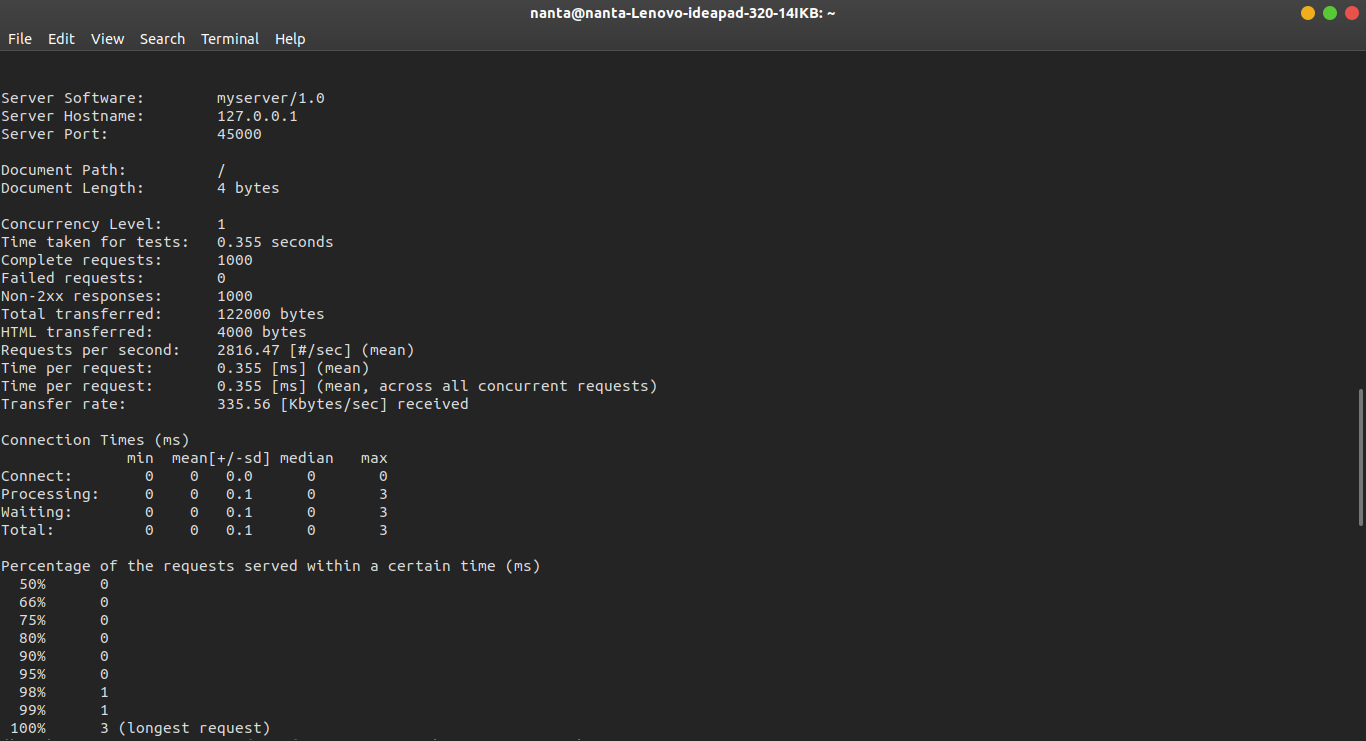 nanta@nanta-Lenovo-ideapad-320-14IKB: ~
File Edit View Search Terminal Help
Server Software:        myserver/1.0
Server Hostname:        127.0.0.1
Server Port:            45000
Document Path:          /
Document Length:        4 bytes
Concurrency Level:      1
Time taken for tests:   0.355 seconds
Complete requests:      1000
Failed requests:        0
Non-2xx responses:      1000
Total transferred:      122000 bytes
HTML transferred:       4000 bytes
Requests per second:    2816.47 [#/sec] (mean)
Time per request:       0.355 [ms] (mean)
Time per request:       0.355 [ms] (mean, across all concurrent requests)
Transfer rate:          335.56 [Kbytes/sec] received
Connection Times (ms)
              min  mean[+/-sd] median   max
Connect:        0    0   0.0      0       0
Processing:     0    0   0.1      0       3
Waiting:        0    0   0.1      0       3
Total:          0    0   0.1      0       3
Percentage of the requests served within a certain time (ms)
  50%      0
  66%      0
  75%      0
  80%      0
  90%      0
  95%      0
  98%      1
  99%      1
 100%      3 (longest request)